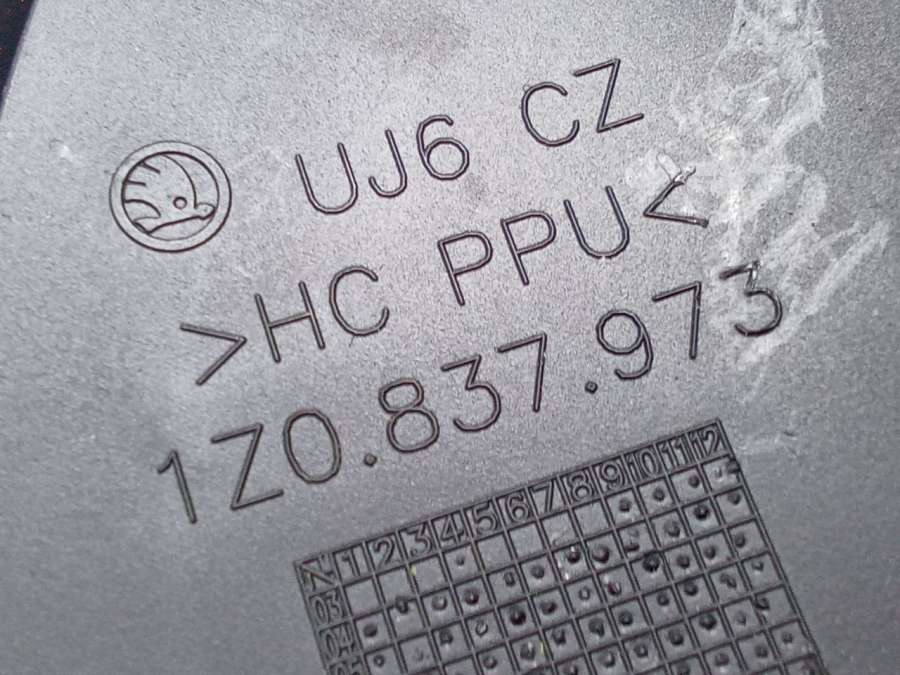 UJ6 CZ
>HC PPU<
1Z0.837.973
1 2 3 4 5 6 7 8 9 10 11 12
03
04